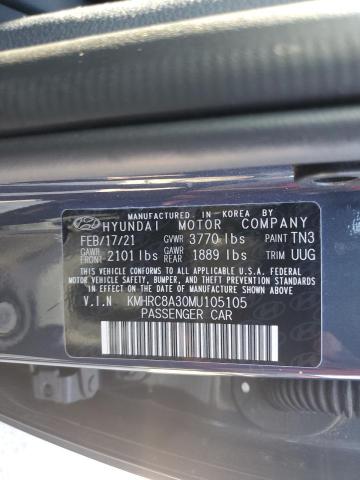 MANUFACTURED IN KOREA BY
HYUNDAI MOTOR COMPANY
FEB/17/21 GVWR 3770 lbs PAINT TN3
GAWR FRONT 2101 lbs GAWR REAR 1889 lbs TRIM UUG
THIS VEHICLE CONFORMS TO ALL APPLICABLE FEDERAL
MOTOR VEHICLE SAFETY, BUMPER, AND THEFT PREVENTION
STANDARDS IN EFFECT ON THE DATE OF MANUFACTURE SHOWN ABOVE.
V.I.N KMHRC8A30MU105105
PASSENGER CAR